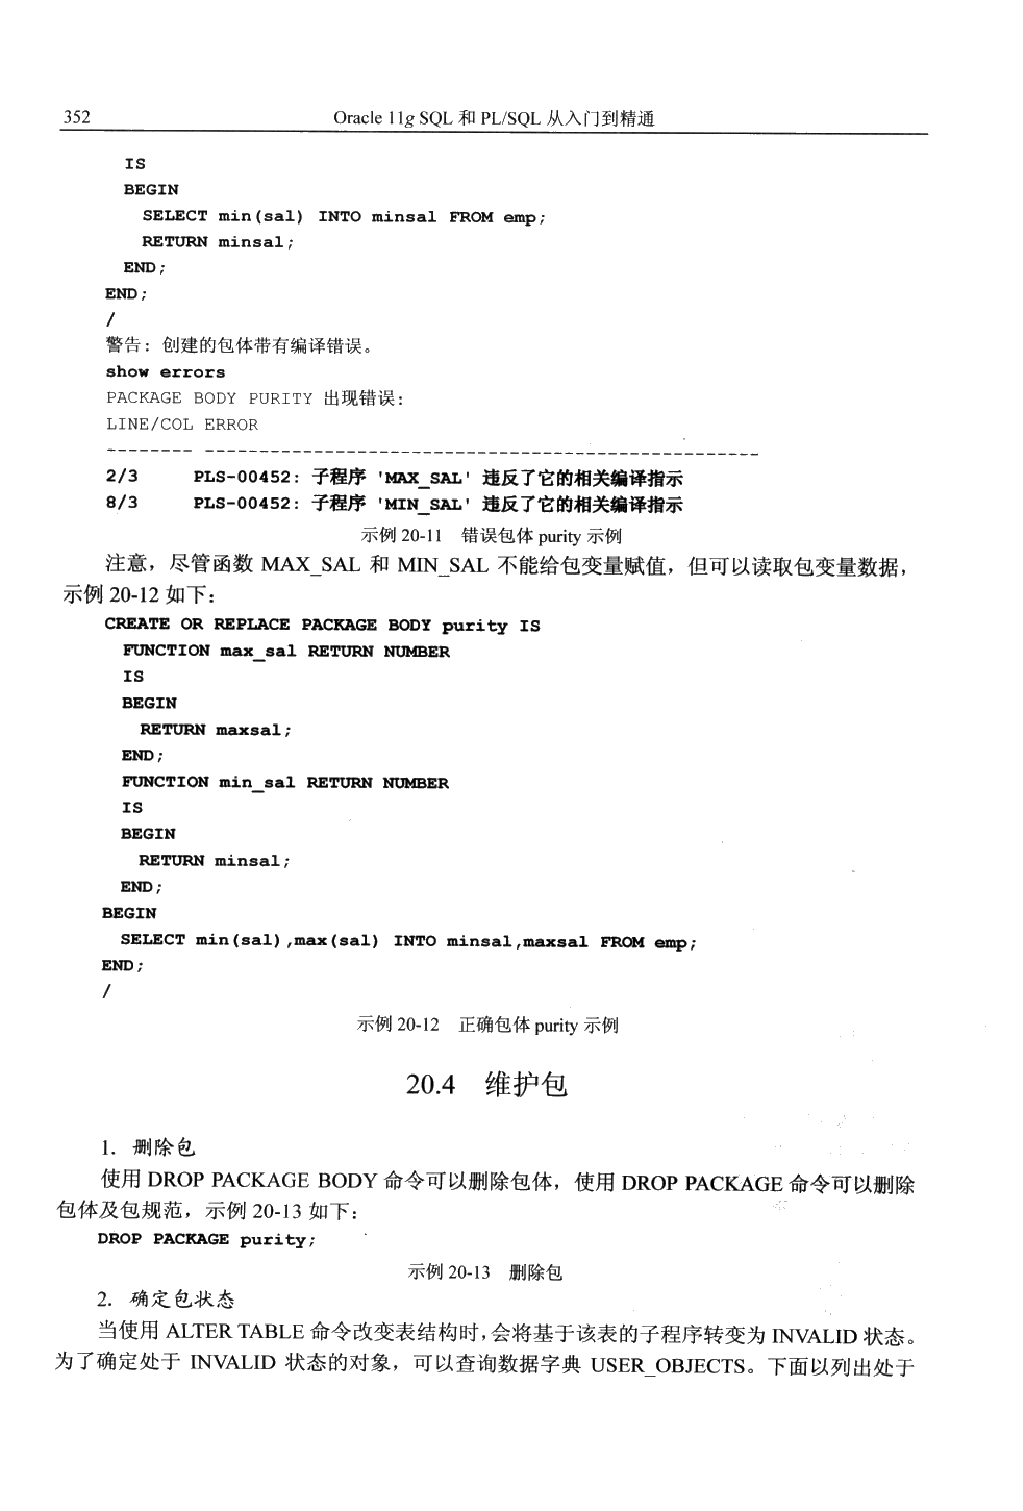 352 Oracle 11g SQL 和 PL/SQL 从入门到精通
IS
BEGIN
SELECT min(sal) INTO minsal FROM emp;
RETURN minsal;
END;
END;
/
警告: 创建的包体带有编译错误。
show errors
PACKAGE BODY PURITY 出现错误:
LINE/COL ERROR
-------- -----------------------------------------------------
2/3 PLS-00452: 子程序 'MAX_SAL' 违反了它的相关编译指示
8/3 PLS-00452: 子程序 'MIN_SAL' 违反了它的相关编译指示
示例 20-11 错误包体 purity 示例
注意，尽管函数 MAX_SAL 和 MIN_SAL 不能给包变量赋值，但可以读取包变量数据，
示例 20-12 如下：
CREATE OR REPLACE PACKAGE BODY purity IS
FUNCTION max_sal RETURN NUMBER
IS
BEGIN
RETURN maxsal;
END;
FUNCTION min_sal RETURN NUMBER
IS
BEGIN
RETURN minsal;
END;
BEGIN
SELECT min(sal),max(sal) INTO minsal,maxsal FROM emp;
END;
/
示例 20-12 正确包体 purity 示例
20.4 维护包
1. 删除包
使用 DROP PACKAGE BODY 命令可以删除包体，使用 DROP PACKAGE 命令可以删除
包体及包规范，示例 20-13 如下：
DROP PACKAGE purity;
示例 20-13 删除包
2. 确定包状态
当使用 ALTER TABLE 命令改变表结构时，会将基于该表的子程序转变为 INVALID 状态。
为了确定处于 INVALID 状态的对象，可以查询数据字典 USER_OBJECTS。下面以列出处于